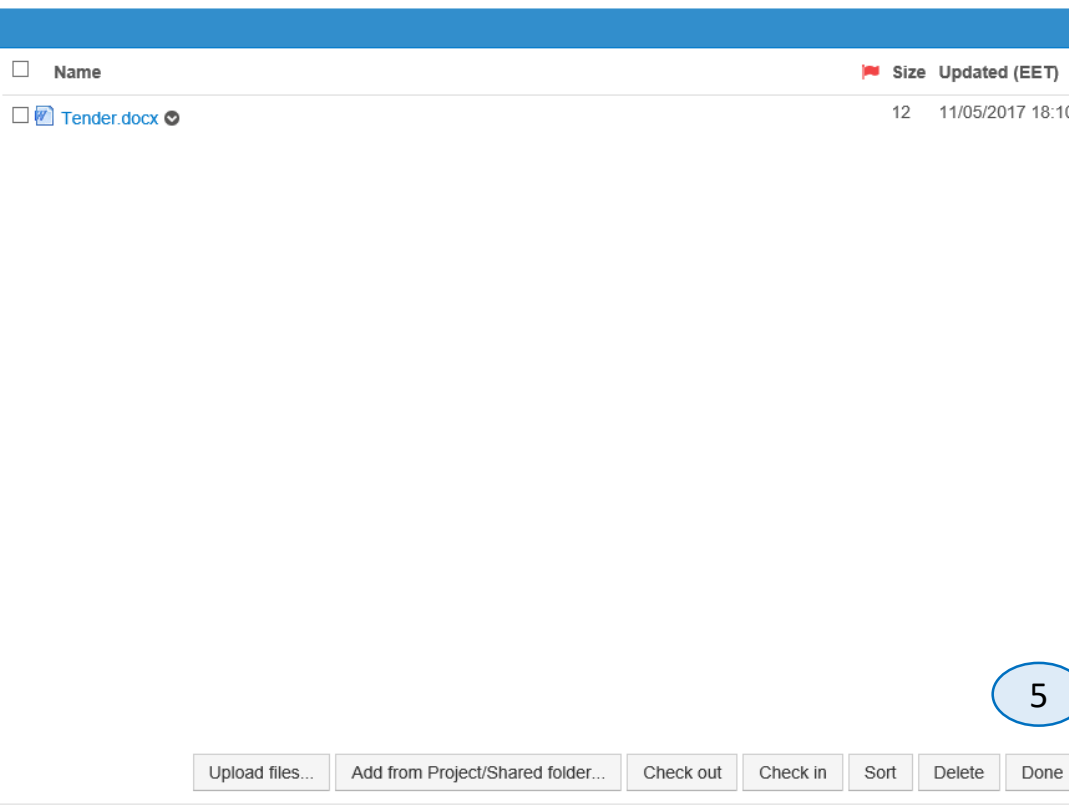 Name Size Updated (EET)
Tender.docx 12 11/05/2017 18:10
5
Upload files... Add from Project/Shared folder... Check out Check in Sort Delete Done